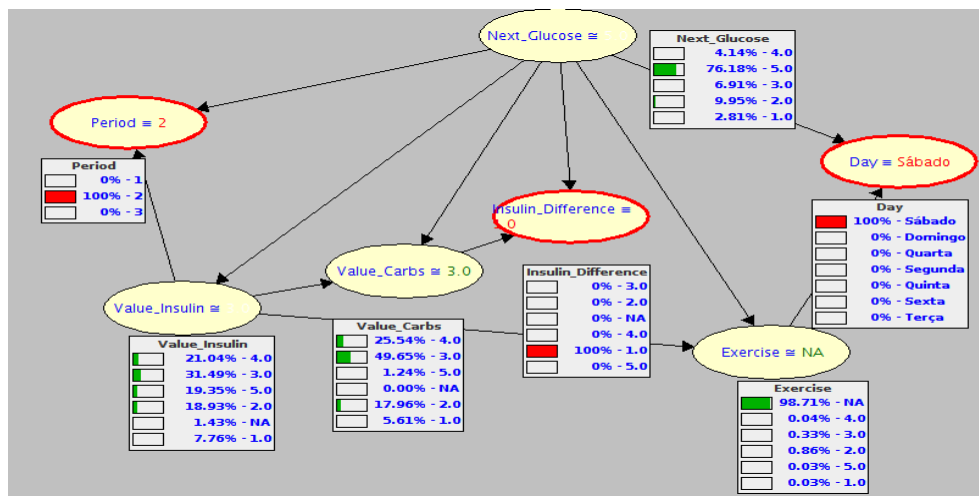 Next_Glucose ≅
Next_Glucose
4.14% - 4.0
76.18% - 5.0
6.91% - 3.0
9.95% - 2.0
2.81% - 1.0
Period ≡ 2
Period
0% - 1
100% - 2
0% - 3
Day ≡ Sábado
Day
100% - Sábado
0% - Domingo
0% - Quarta
0% - Segunda
0% - Quinta
0% - Sexta
0% - Terça
Insulin_Difference ≡
Insulin_Difference
0% - 3.0
0% - 2.0
0% - NA
0% - 4.0
100% - 1.0
0% - 5.0
Value_Carbs ≅ 3.0
Value_Carbs
25.54% - 4.0
49.65% - 3.0
1.24% - 5.0
0.00% - NA
17.96% - 2.0
5.61% - 1.0
Value_Insulin ≅
Value_Insulin
21.04% - 4.0
31.49% - 3.0
19.35% - 5.0
18.93% - 2.0
1.43% - NA
7.76% - 1.0
Exercise ≅ NA
Exercise
98.71% - NA
0.04% - 4.0
0.33% - 3.0
0.86% - 2.0
0.03% - 5.0
0.03% - 1.0